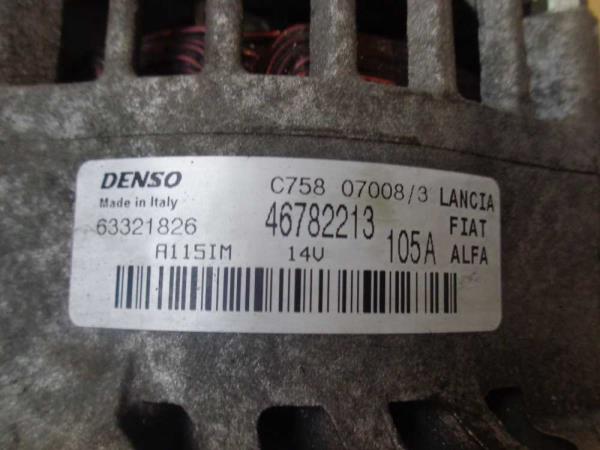 DENSO C758 07008/3 LANCIA
Made in Italy
63321826 46782213 FIAT
A115IM 14V 105A ALFA